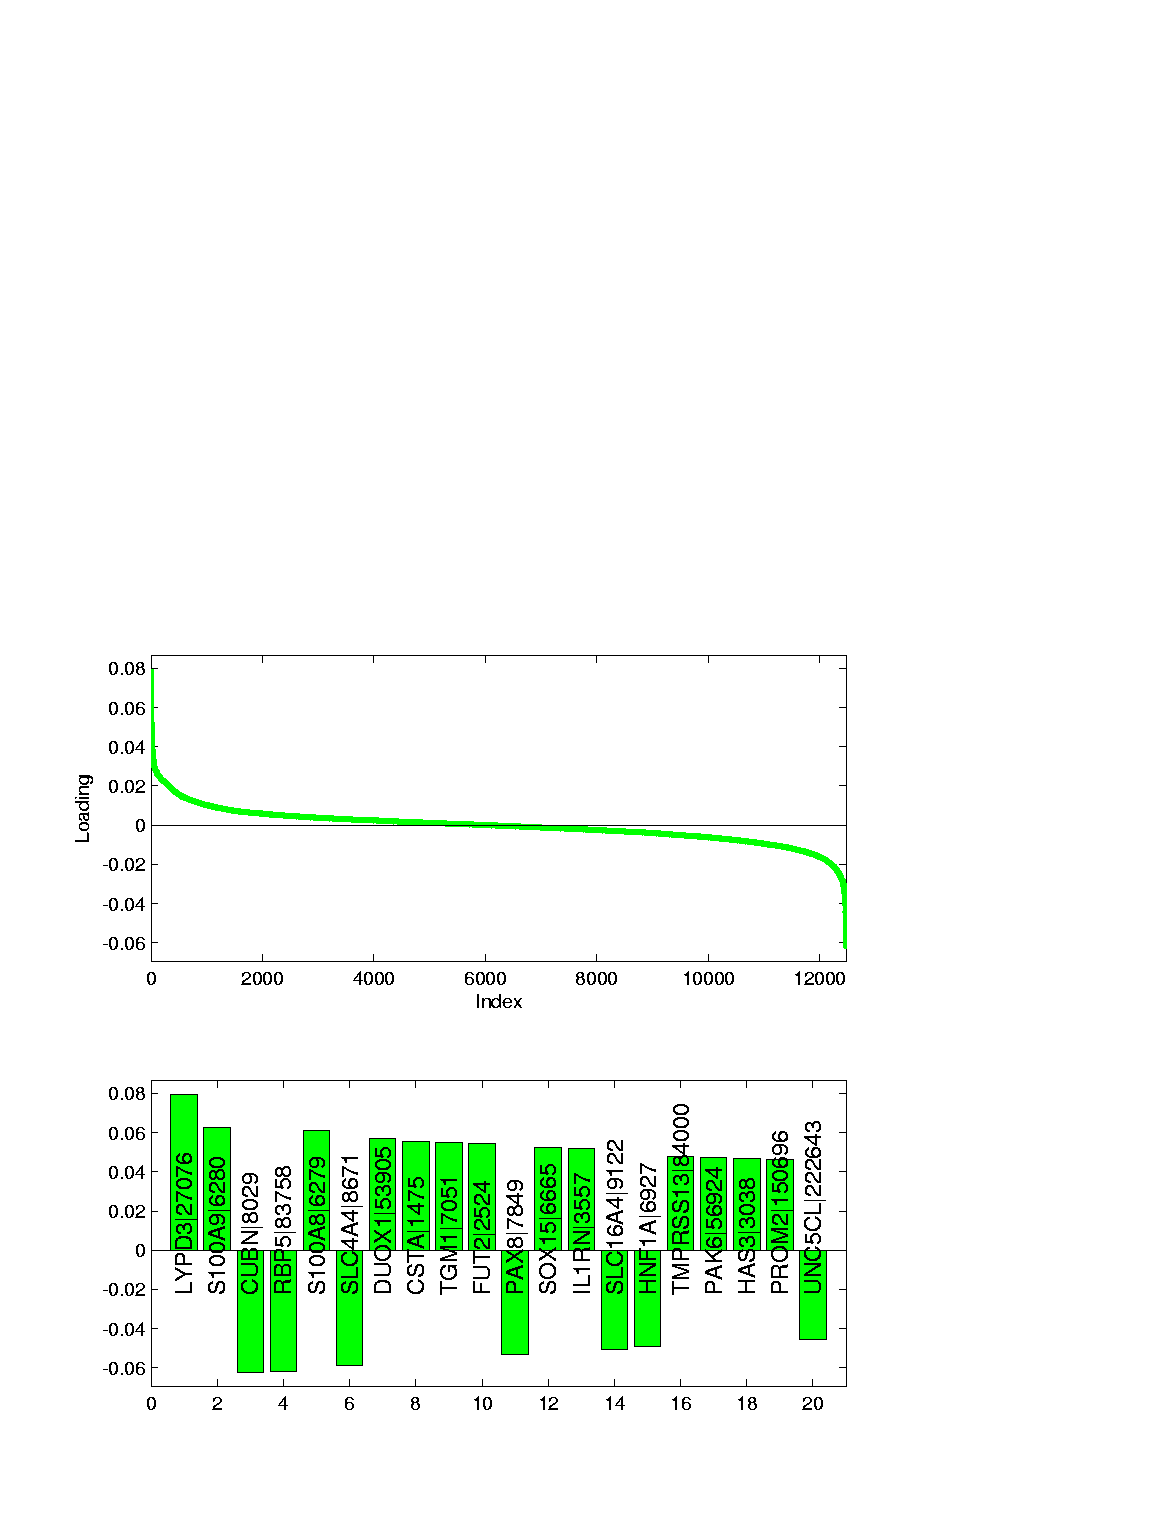 0.08
0.06
0.04
0.02
0
-0.02
-0.04
-0.06
Loading
0 2000 4000 6000 8000 10000 12000
Index
0.08
0.06
0.04
0.02
0
-0.02
-0.04
-0.06
LYPD3|27076
S100A9|6280
CUBN|8029
RBP5|83758
S100A8|6279
SLC4A4|8671
DUOX1|53905
CSTA|1475
TGM1|7051
FUT2|2524
PAX8|7849
SOX15|6665
IL1RN|3557
SLC16A4|9122
HNF1A|6927
TMPRSS13|84000
PAK6|56924
HAS3|3038
PROM2|150696
UNC5CL|222643
0 2 4 6 8 10 12 14 16 18 20